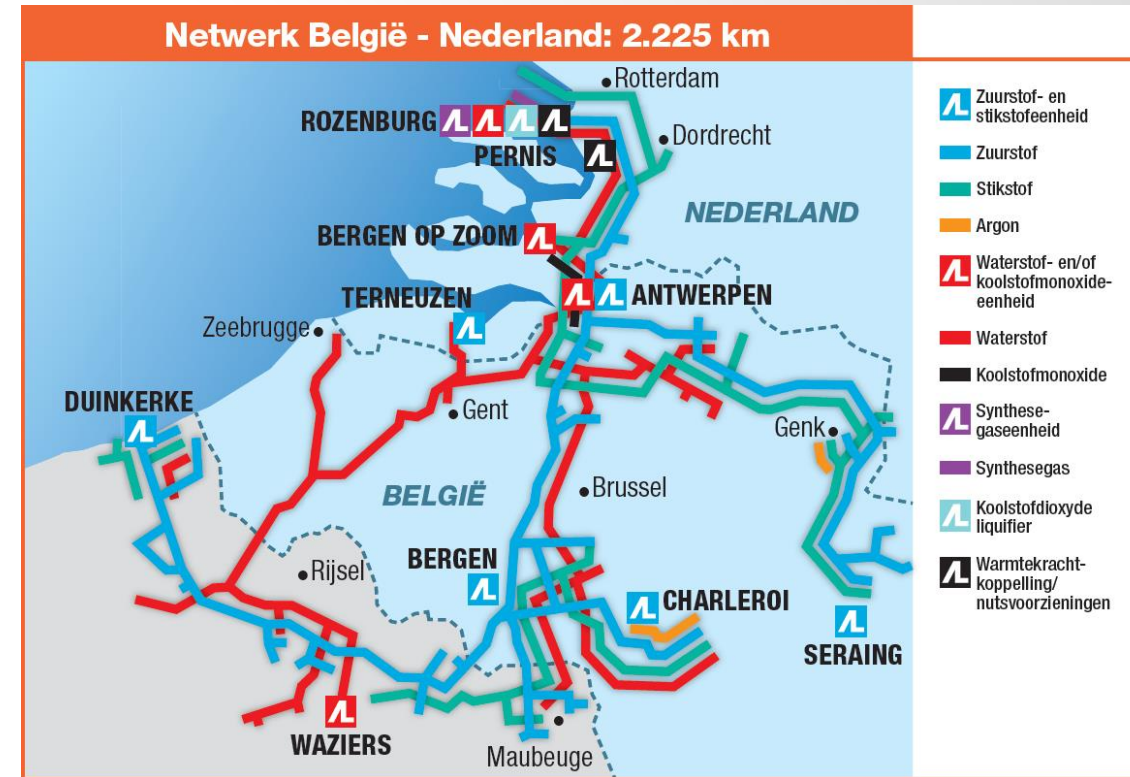 Netwerk België - Nederland: 2.225 km
Rotterdam
ROZENBURG
PERNIS
Dordrecht
NEDERLAND
BERGEN OP ZOOM
TERNEUZEN
ANTWERPEN
Zeebrugge
DUINKERKE
Gent
Genk
BELGIË
Brussel
BERGEN
Rijsel
CHARLEROI
SERAING
WAZIERS
Maubeuge
Zuurstof- en
stikstofeenheid
Zuurstof
Stikstof
Argon
Waterstof- en/of
koolstofmonoxide-
eenheid
Waterstof
Koolstofmonoxide
Synthese-
gaseenheid
Synthesegas
Koolstofdioxyde
liquifier
Warmtekracht-
koppelling/
nutsvoorzieningen